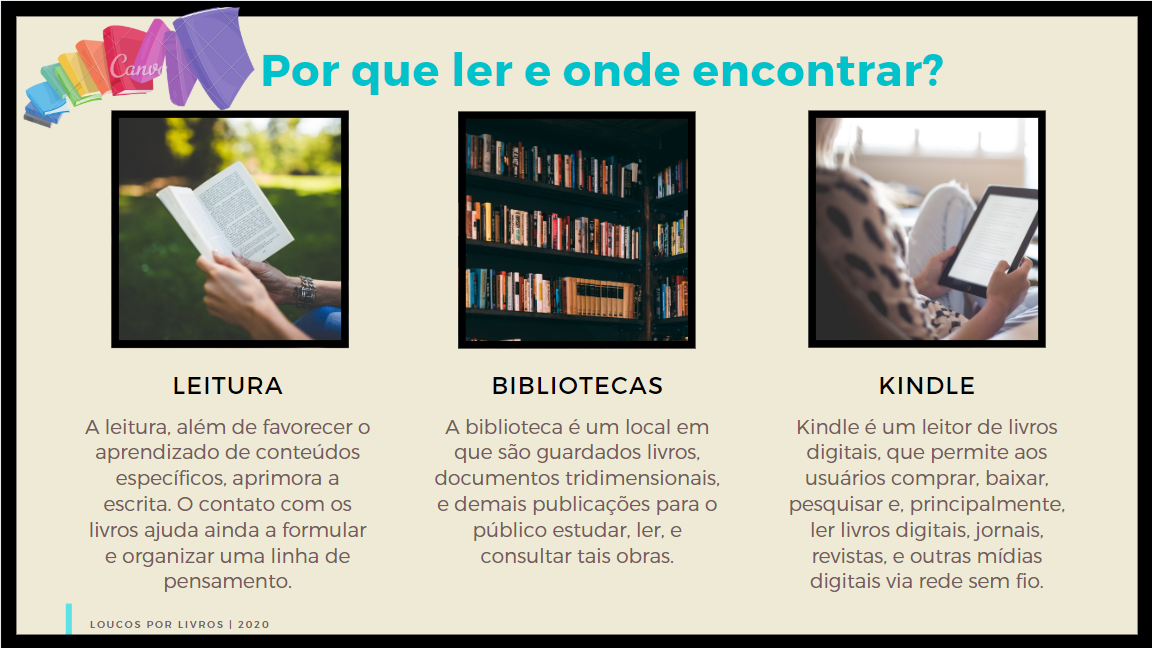 Canva
Por que ler e onde encontrar?
LEITURA
A leitura, além de favorecer o
aprendizado de conteúdos
específicos, aprimora a
escrita. O contato com os
livros ajuda ainda a formular
e organizar uma linha de
pensamento.
BIBLIOTECAS
A biblioteca é um local em
que são guardados livros,
documentos tridimensionais,
e demais publicações para o
público estudar, ler, e
consultar tais obras.
KINDLE
Kindle é um leitor de livros
digitais, que permite aos
usuários comprar, baixar,
pesquisar e, principalmente,
ler livros digitais, jornais,
revistas, e outras mídias
digitais via rede sem fio.
LOUCOS POR LIVROS | 2020